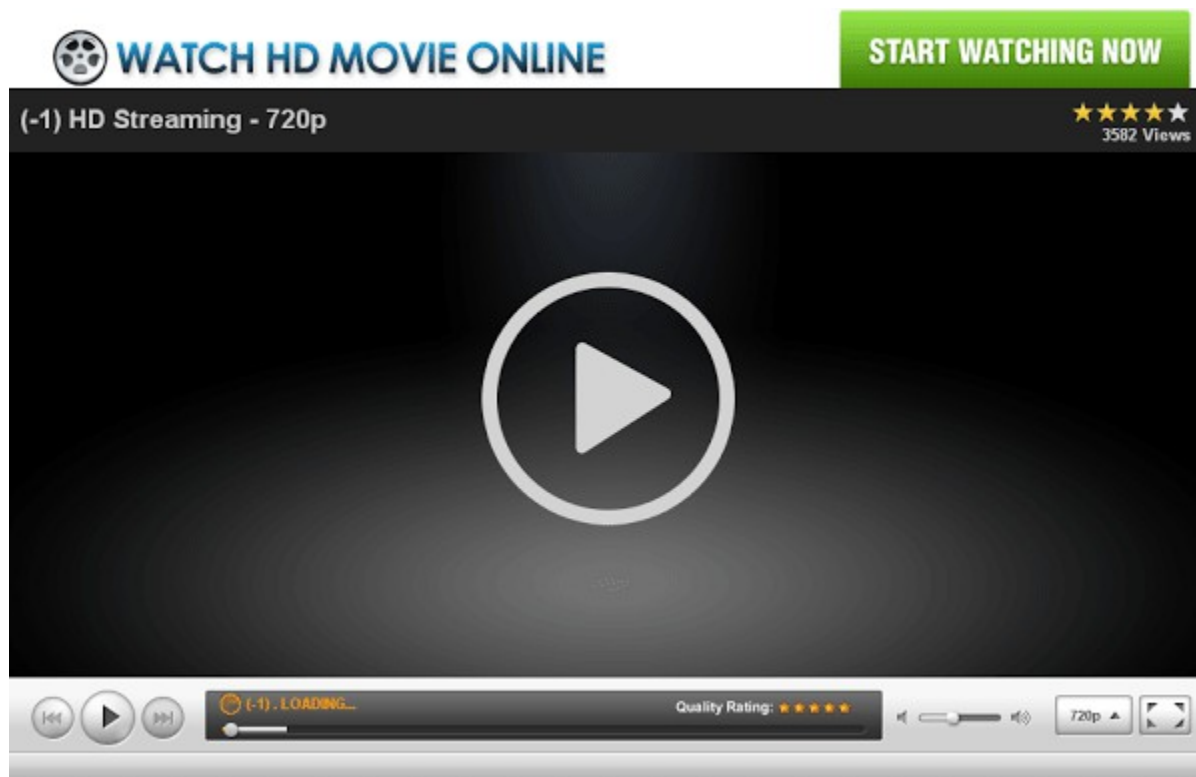 WATCH HD MOVIE ONLINE
START WATCHING NOW
(-1) HD Streaming - 720p
3582 Views
(-1) . LOADING...
Quality Rating:
720p